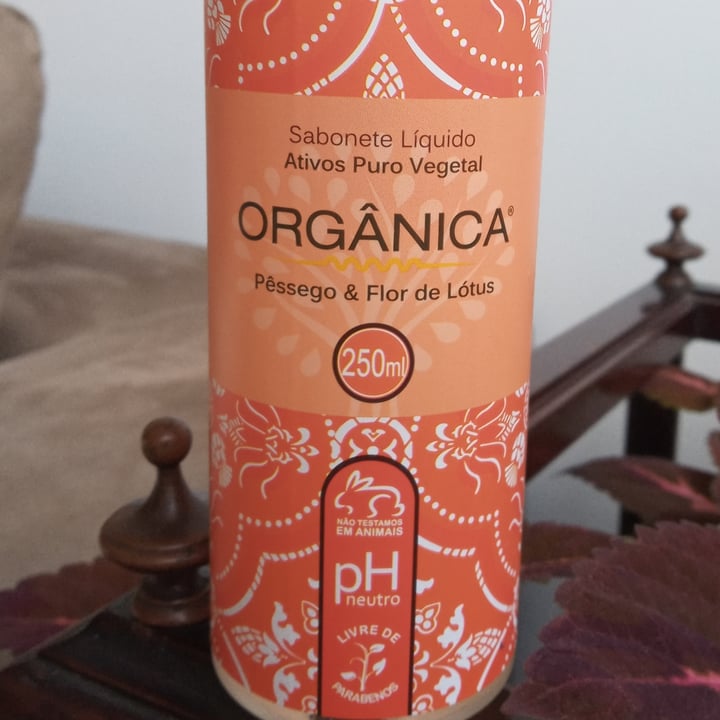 Sabonete Líquido
Ativos Puro Vegetal
ORGÂNICA®
Pêssego & Flor de Lótus
250ml
NÃO TESTAMOS
EM ANIMAIS
pH
neutro
LIVRE DE
PARABENOS